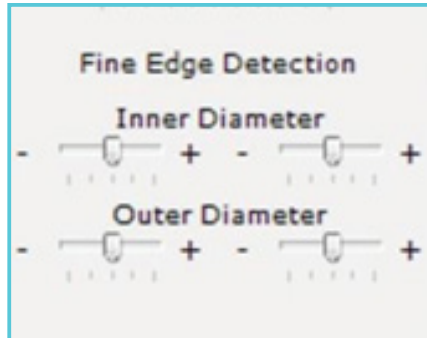 Fine Edge Detection
Inner Diameter
- + - +
Outer Diameter
- + - +